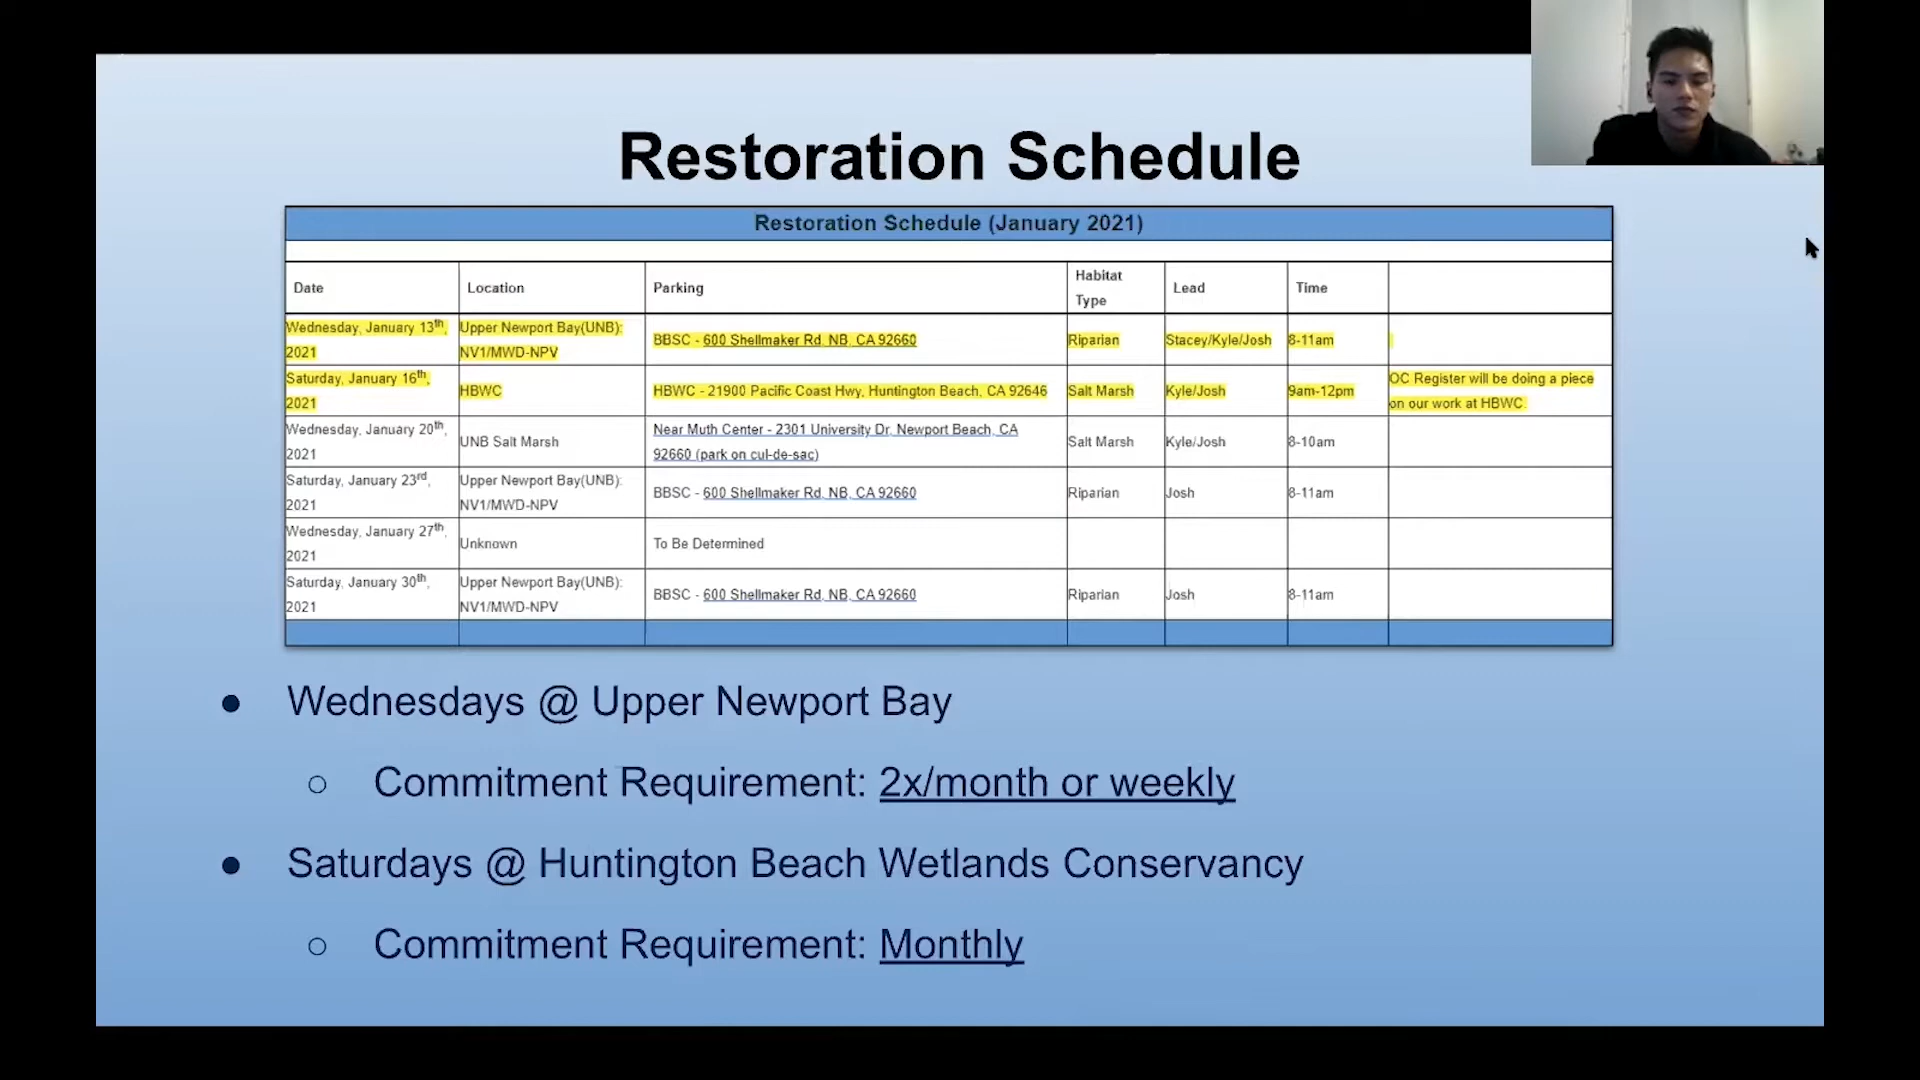 Restoration Schedule
Restoration Schedule (January 2021)
Date Location Parking Habitat Type Lead Time
Wednesday, January 13th, 2021 Upper Newport Bay(UNB): NV1/MWD-NPV BBSC - 600 Shellmaker Rd, NB, CA 92660 Riparian Stacey/Kyle/Josh 8-11am
Saturday, January 16th, 2021 HBWC HBWC - 21900 Pacific Coast Hwy, Huntington Beach, CA 92646 Salt Marsh Kyle/Josh 9am-12pm OC Register will be doing a piece on our work at HBWC.
Wednesday, January 20th, 2021 UNB Salt Marsh Near Muth Center - 2301 University Dr, Newport Beach, CA 92660 (park on cul-de-sac) Salt Marsh Kyle/Josh 8-10am
Saturday, January 23rd, 2021 Upper Newport Bay(UNB): NV1/MWD-NPV BBSC - 600 Shellmaker Rd, NB, CA 92660 Riparian Josh 8-11am
Wednesday, January 27th, 2021 Unknown To Be Determined
Saturday, January 30th, 2021 Upper Newport Bay(UNB): NV1/MWD-NPV BBSC - 600 Shellmaker Rd, NB, CA 92660 Riparian Josh 8-11am
● Wednesdays @ Upper Newport Bay
○ Commitment Requirement: 2x/month or weekly
● Saturdays @ Huntington Beach Wetlands Conservancy
○ Commitment Requirement: Monthly